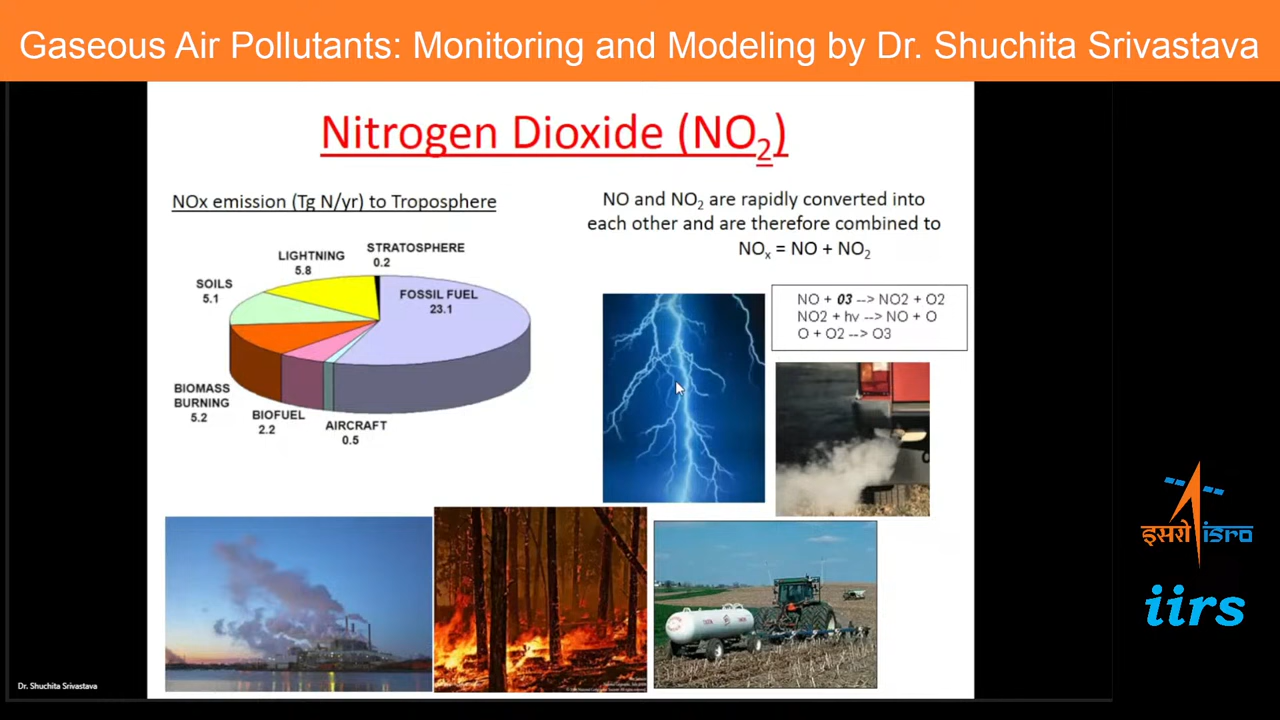 Gaseous Air Pollutants: Monitoring and Modeling by Dr. Shuchita Srivastava
Nitrogen Dioxide (NO₂)
NOx emission (Tg N/yr) to Troposphere
STRATOSPHERE
0.2
LIGHTNING
5.8
SOILS
5.1
FOSSIL FUEL
23.1
BIOMASS
BURNING
5.2
BIOFUEL
2.2
AIRCRAFT
0.5
NO and NO₂ are rapidly converted into
each other and are therefore combined to
NOₓ = NO + NO₂
NO + 03 --> NO2 + O2
NO2 + hv --> NO + O
O + O2 --> O3
इसरो isro
iirs
Dr. Shuchita Srivastava